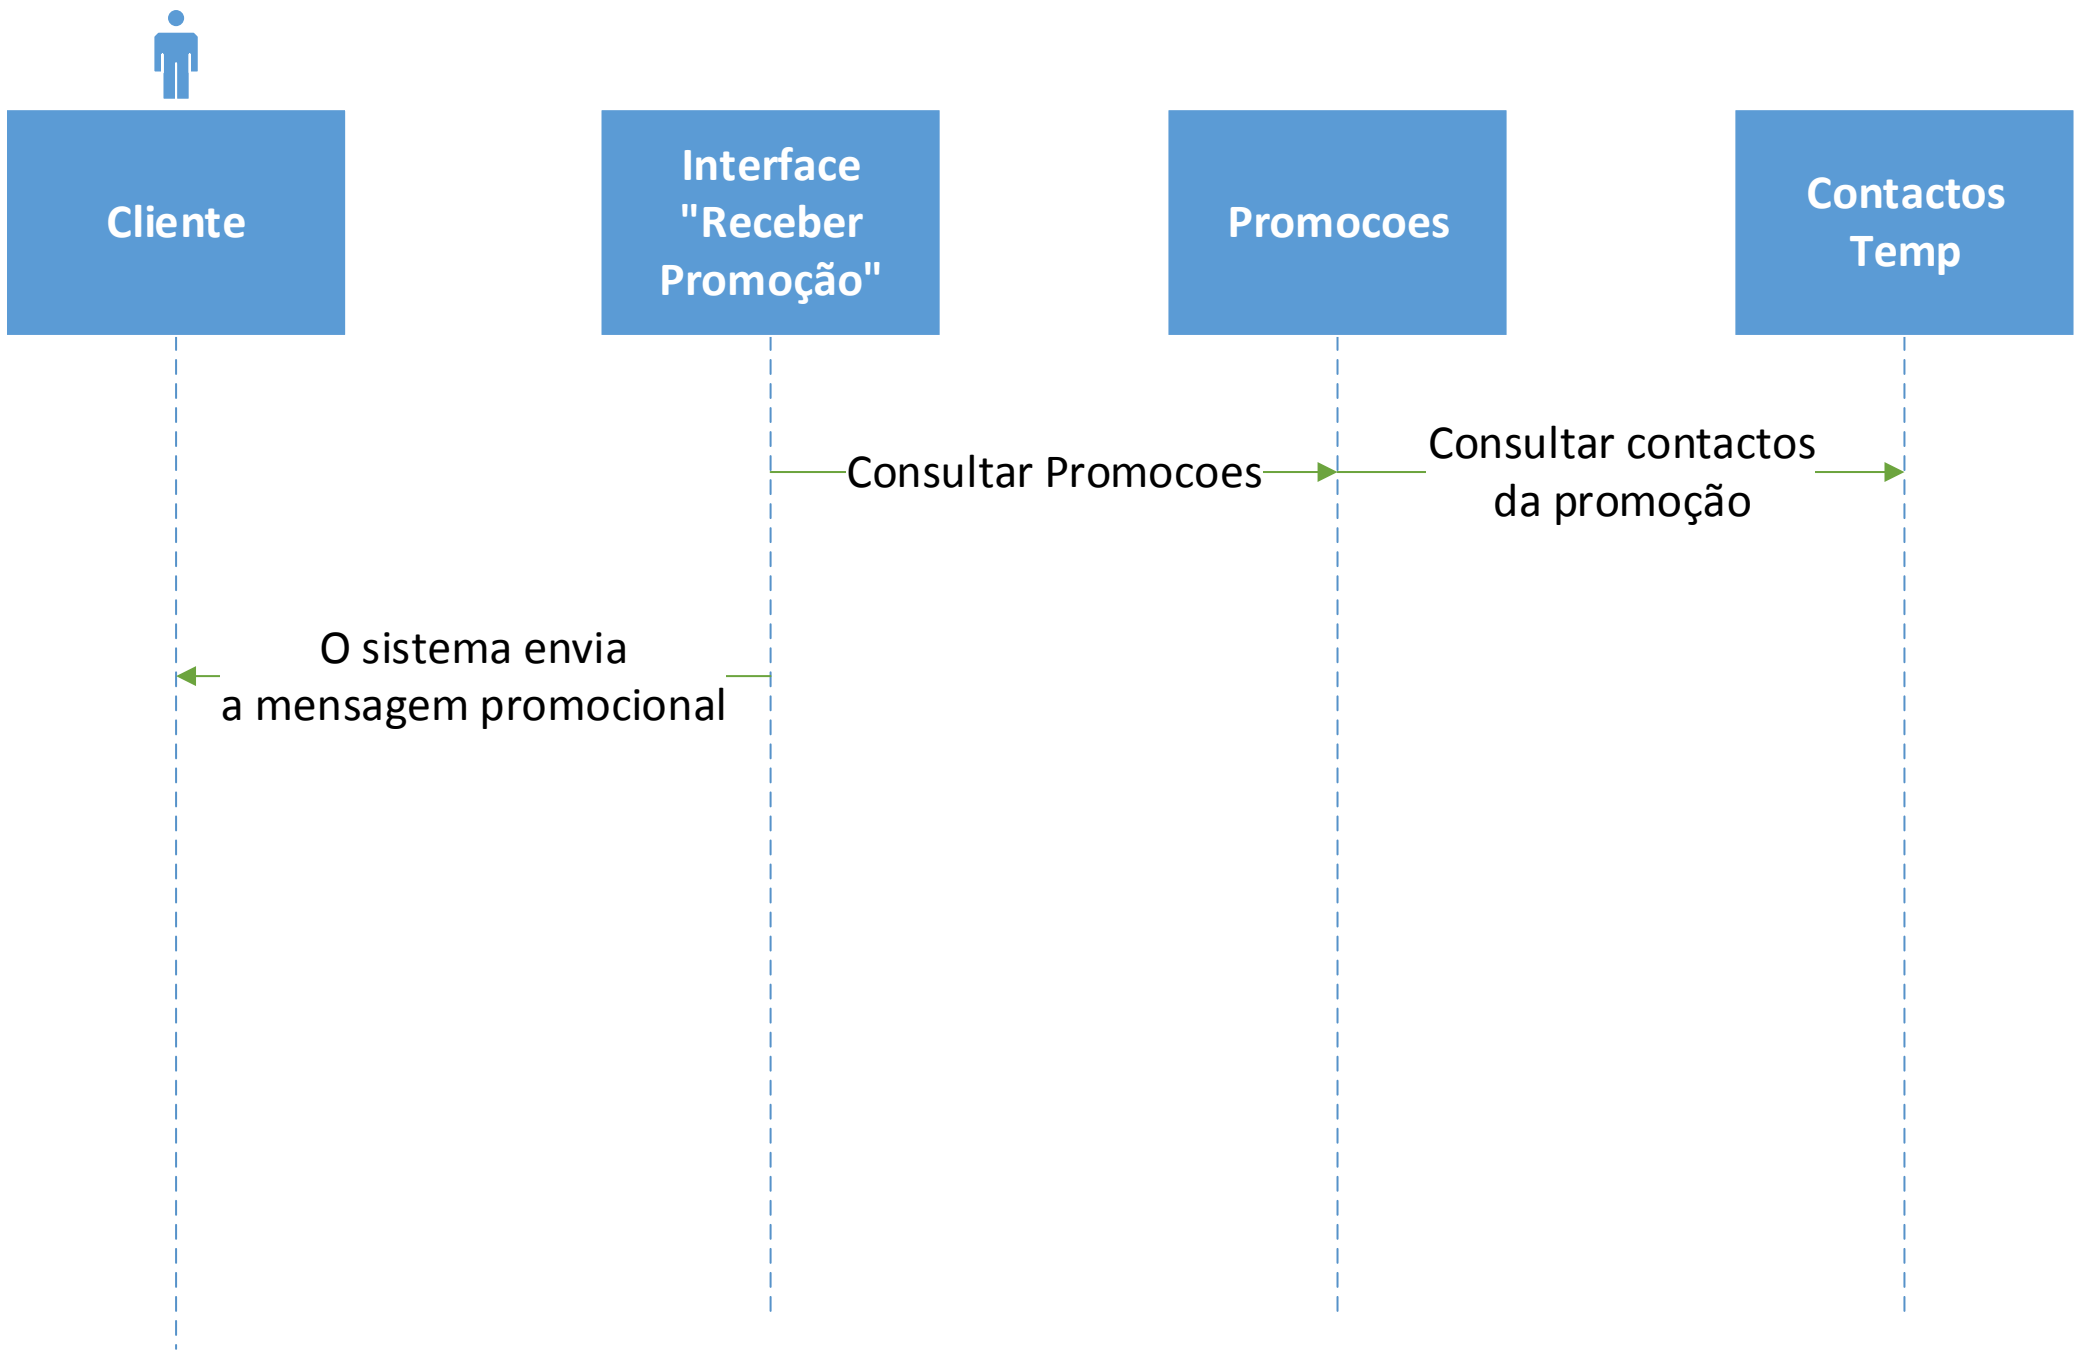 Cliente
Interface
"Receber
Promoção"
Promocoes
Contactos
Temp
Consultar Promocoes
Consultar contactos
da promoção
O sistema envia
a mensagem promocional